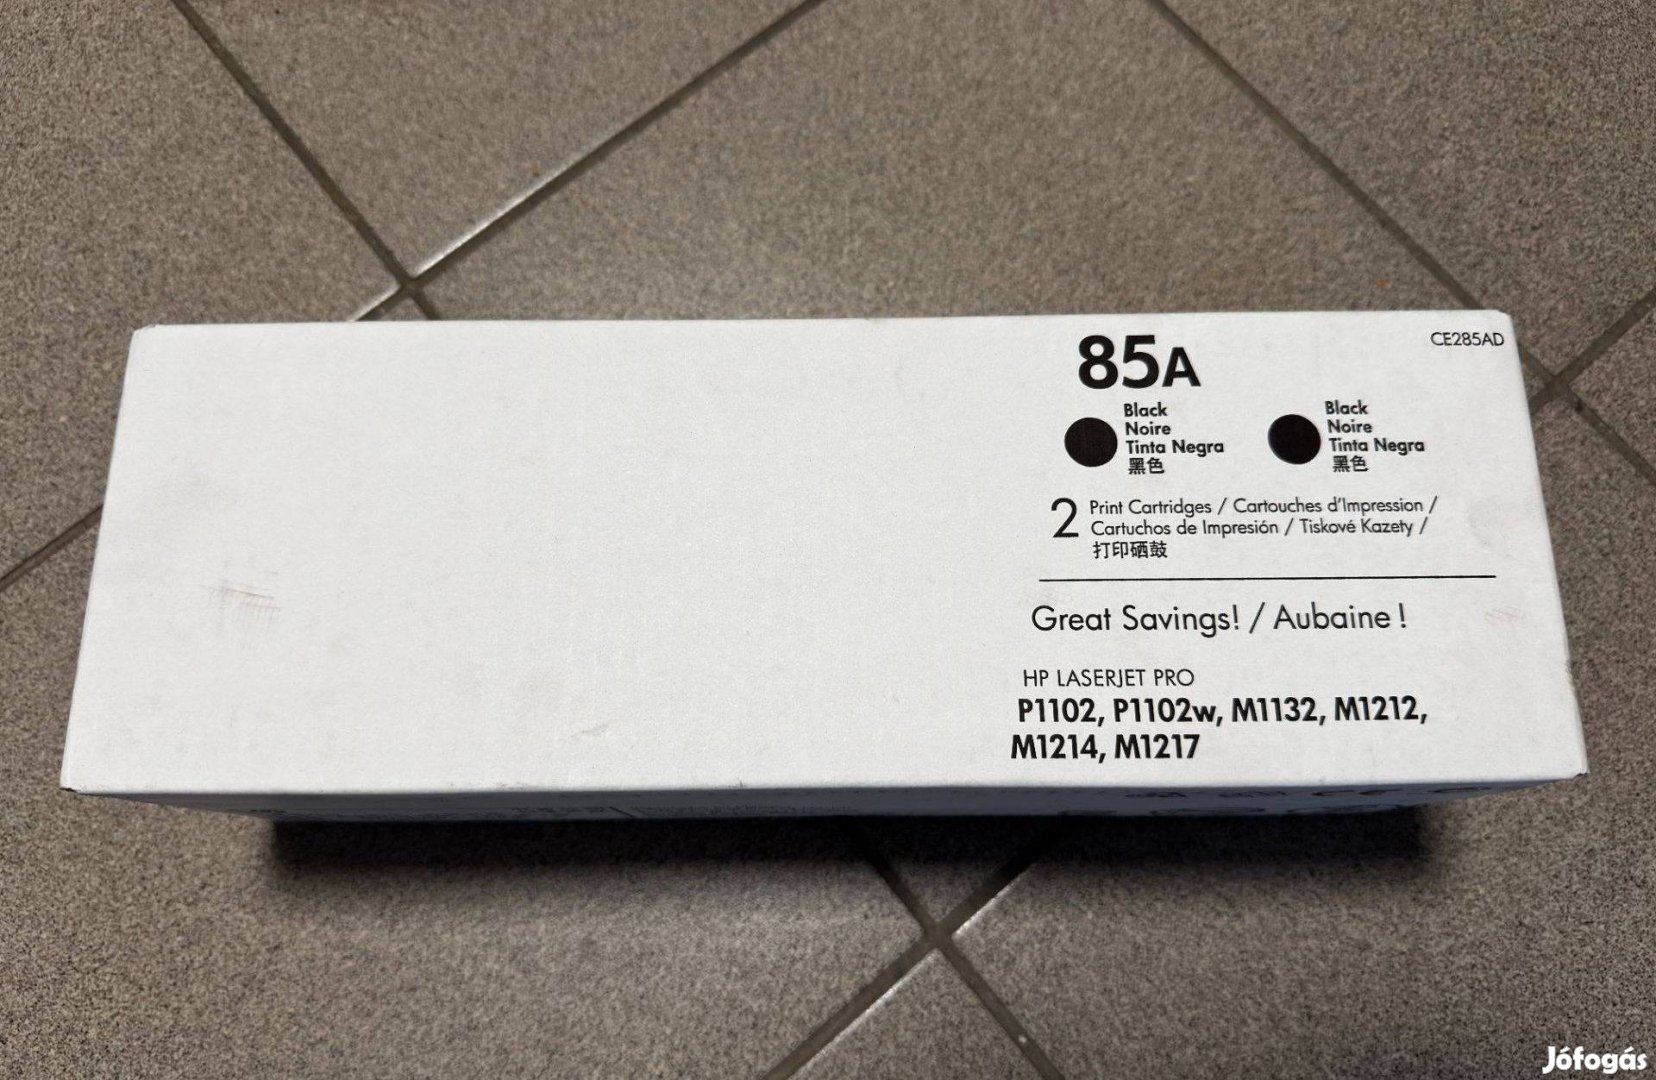 85A
CE285AD
Black
Noire
Tinta Negra
黑色
Black
Noire
Tinta Negra
黑色
2 Print Cartridges / Cartouches d'Impression /
Cartuchos de Impresión / Tiskové Kazety /
打印硒鼓
Great Savings! / Aubaine !
HP LASERJET PRO
P1102, P1102w, M1132, M1212,
M1214, M1217
Jófogás